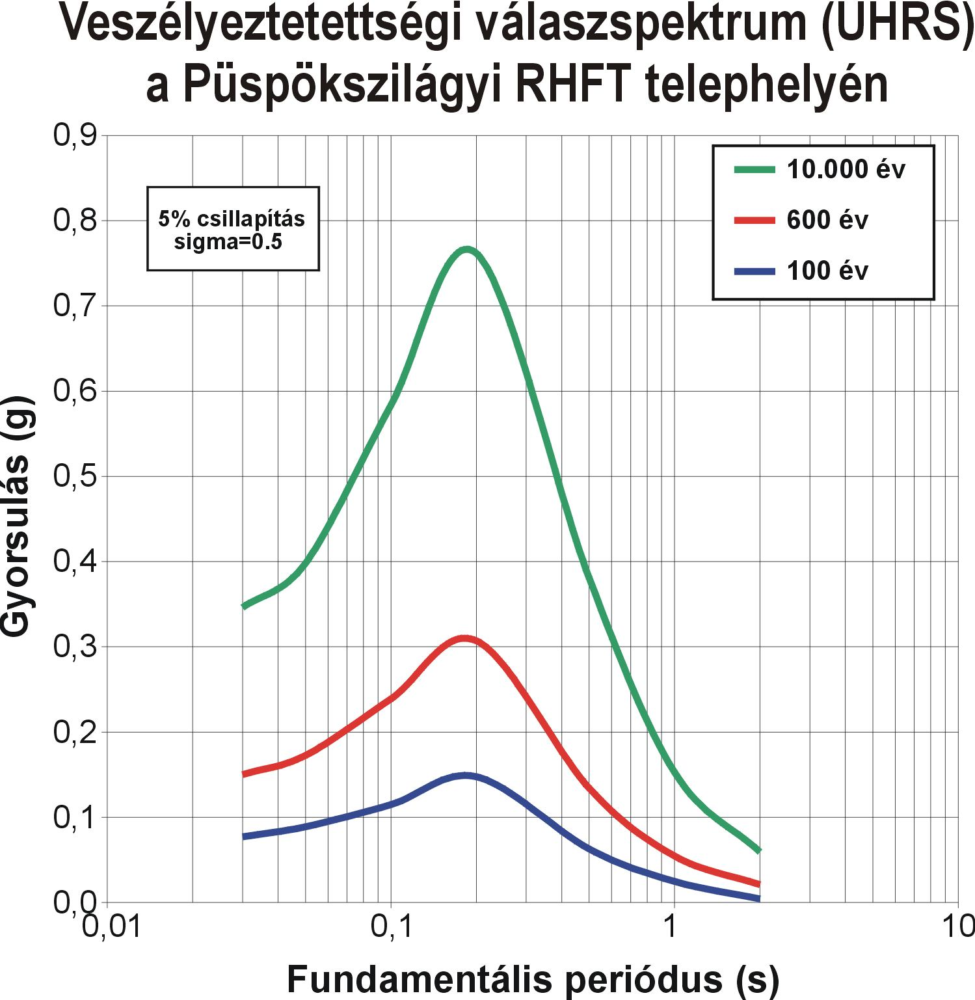 Veszélyeztetettségi válaszspektrum (UHRS)
a Püspökszilágyi RHFT telephelyén
0,9
0,8
0,7
0,6
0,5
0,4
0,3
0,2
0,1
0,0
Gyorsulás (g)
5% csillapítás
sigma=0.5
10.000 év
600 év
100 év
0,01
0,1
1
10
Fundamentális periódus (s)